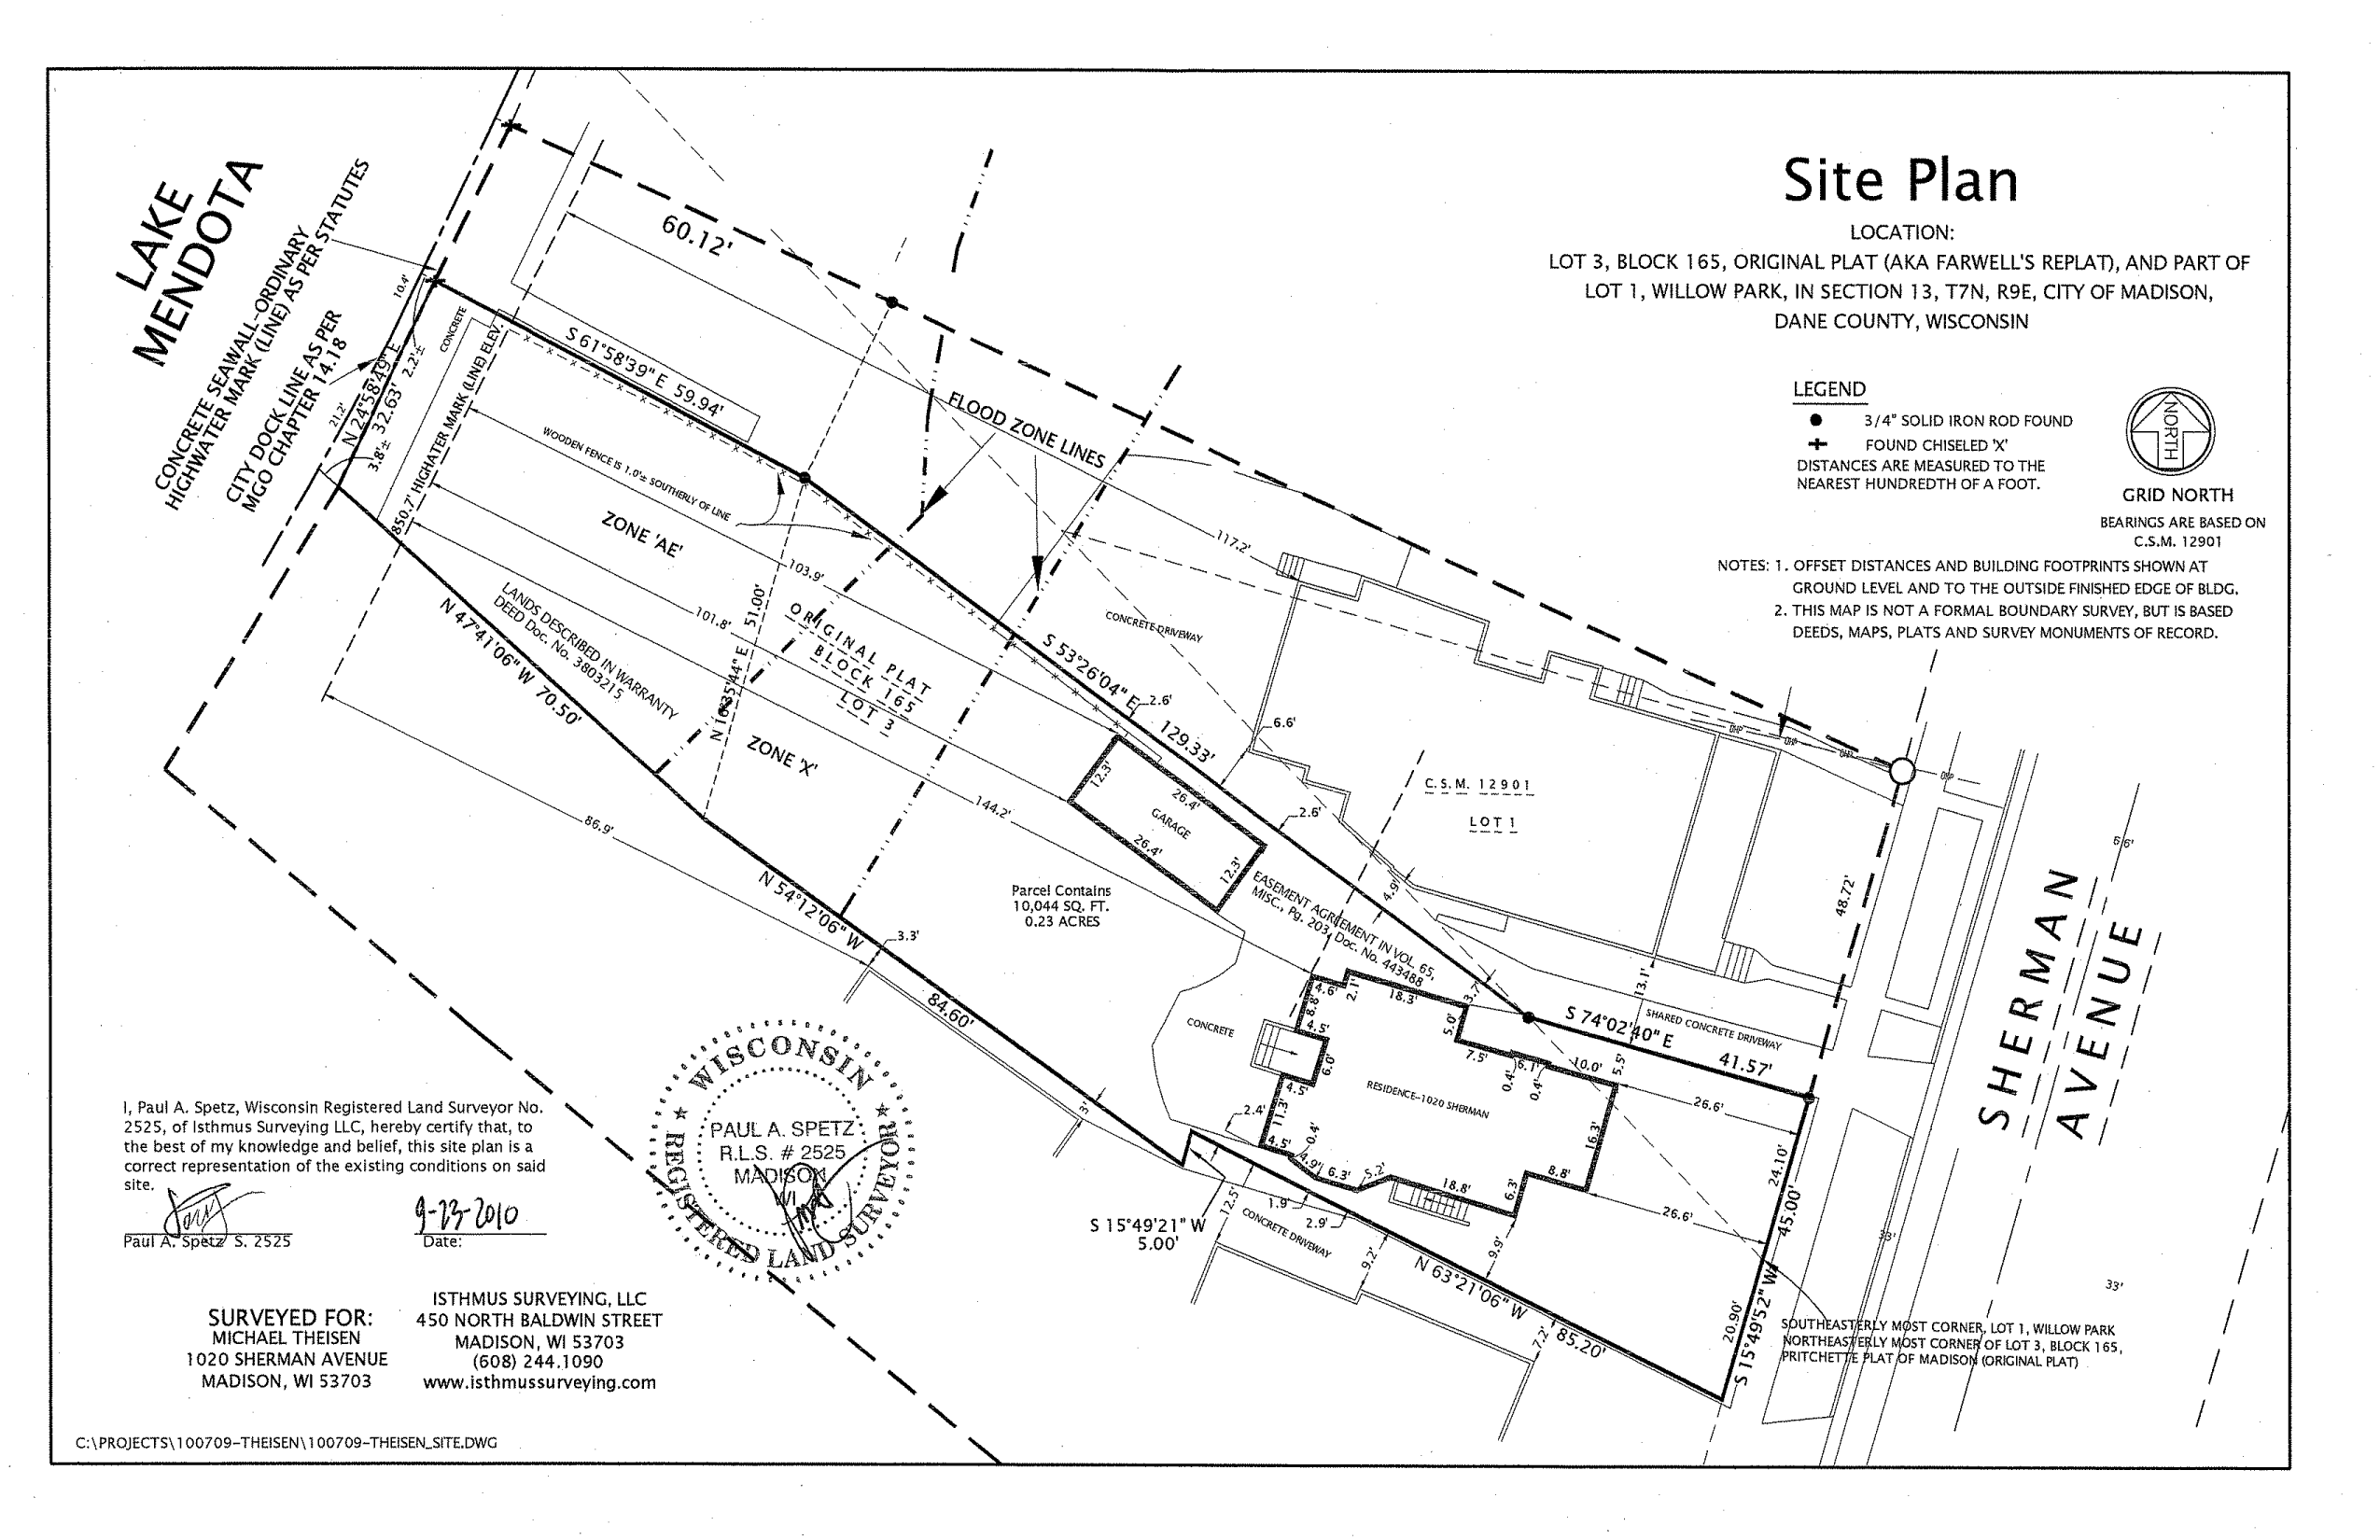 Site Plan
LOCATION:
LOT 3, BLOCK 165, ORIGINAL PLAT (AKA FARWELL'S REPLAT), AND PART OF
LOT 1, WILLOW PARK, IN SECTION 13, T7N, R9E, CITY OF MADISON,
DANE COUNTY, WISCONSIN
LEGEND
3/4" SOLID IRON ROD FOUND
FOUND CHISELED 'X'
DISTANCES ARE MEASURED TO THE
NEAREST HUNDREDTH OF A FOOT.
NORTH
GRID NORTH
BEARINGS ARE BASED ON
C.S.M. 12901
NOTES: 1. OFFSET DISTANCES AND BUILDING FOOTPRINTS SHOWN AT
GROUND LEVEL AND TO THE OUTSIDE FINISHED EDGE OF BLDG.
2. THIS MAP IS NOT A FORMAL BOUNDARY SURVEY, BUT IS BASED
DEEDS, MAPS, PLATS AND SURVEY MONUMENTS OF RECORD.
LAKE
MENDOTA
CONCRETE SEAWALL-ORDINARY
HIGHWATER MARK (LINE) AS PER STATUTES
CITY DOCK LINE AS PER
MGO CHAPTER 14.18
10.4'
21.2'
N 24°58'49" E
32.63'
2.2'±
3.8'±
CONCRETE
850.7' HIGHATER MARK (LINE) ELEV.
60.12'
S 61°58'39" E 59.94'
WOODEN FENCE IS 1.0'± SOUTHERLY OF LINE
FLOOD ZONE LINES
ZONE 'AE'
117.2'
103.9'
101.8'
51.00'
N 16°35'44" E
ORIGINAL PLAT
BLOCK 165
LOT 3
LANDS DESCRIBED IN WARRANTY
DEED Doc. No. 3803215
N 47°41'06" W 70.50'
ZONE 'X'
86.9'
144.2'
CONCRETE DRIVEWAY
S 53°26'04" E
129.33'
2.6'
6.6'
2.6'
4.9'
12.3'
26.4'
GARAGE
26.4'
12.3'
C.S.M. 12901
LOT 1
OHP
OHP
OHP
OHP
48.72'
SHERMAN
AVENUE
66'
33'
33'
Parcel Contains
10,044 SQ. FT.
0.23 ACRES
EASEMENT AGREEMENT IN VOL 65,
MISC., Pg. 203, Doc. No. 443488
N 54°12'06" W
84.60'
3.3'
3'
CONCRETE
4.6'
2.1'
18.3'
3.7'
8.8'
4.5'
6.0'
4.5'
11.3'
5.0'
7.5'
0.4'
6.1'
0.4'
10.0'
5.5'
13.1'
S 74°02'40" E
41.57'
SHARED CONCRETE DRIVEWAY
RESIDENCE-1020 SHERMAN
26.6'
16.3'
8.8'
6.3'
18.8'
5.2'
6.3'
4.9'
0.4'
4.5'
2.4'
26.6'
24.10'
45.00'
20.90'
S 15°49'52" W
S 15°49'21" W
5.00'
12.5'
1.9'
2.9'
CONCRETE DRIVEWAY
9.2'
9.9'
7.2'
N 63°21'06" W
85.20'
SOUTHEASTERLY MOST CORNER, LOT 1, WILLOW PARK
NORTHEASTERLY MOST CORNER OF LOT 3, BLOCK 165,
PRITCHETTE PLAT OF MADISON (ORIGINAL PLAT)
I, Paul A. Spetz, Wisconsin Registered Land Surveyor No.
2525, of Isthmus Surveying LLC, hereby certify that, to
the best of my knowledge and belief, this site plan is a
correct representation of the existing conditions on said
site.
9-23-2010
Paul A. Spetz S. 2525
Date:
WISCONSIN
REGISTERED LAND SURVEYOR
PAUL A. SPETZ
R.L.S. # 2525
MADISON
WI
SURVEYED FOR:
MICHAEL THEISEN
1020 SHERMAN AVENUE
MADISON, WI 53703
ISTHMUS SURVEYING, LLC
450 NORTH BALDWIN STREET
MADISON, WI 53703
(608) 244.1090
www.isthmussurveying.com
C:\PROJECTS\100709-THEISEN\100709-THEISEN_SITE.DWG